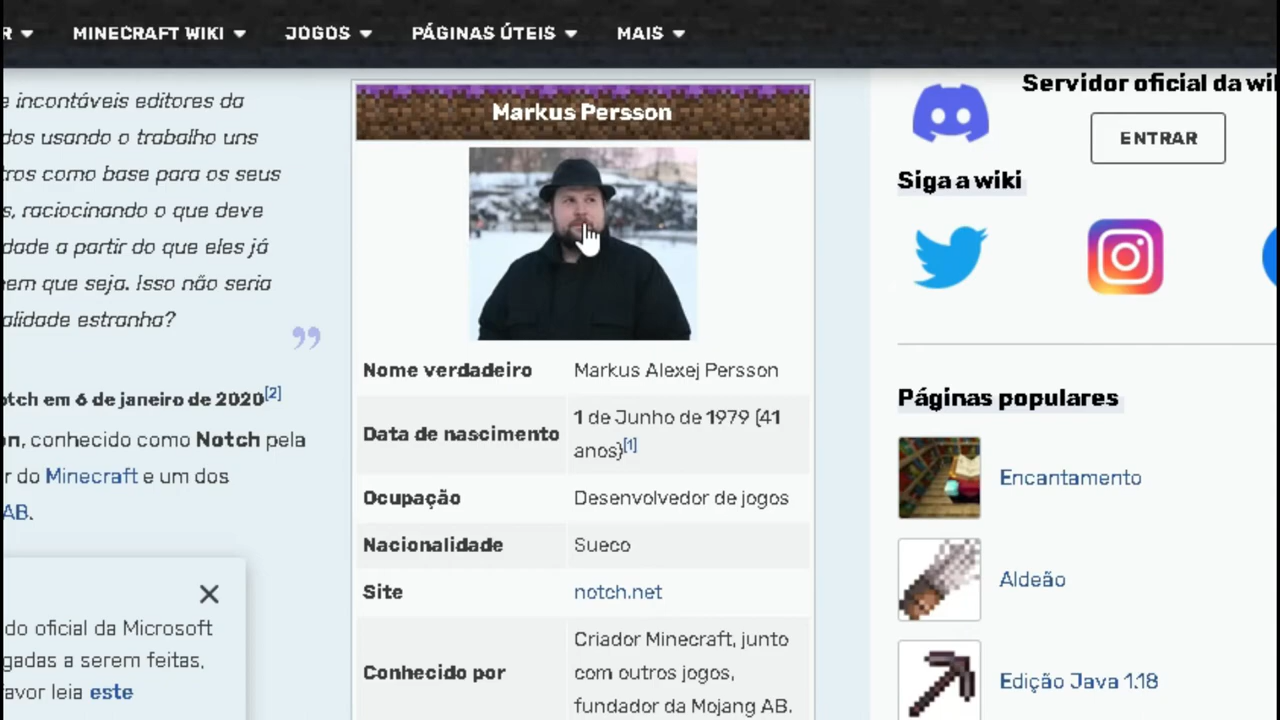 R
MINECRAFT WIKI
JOGOS
PÁGINAS ÚTEIS
MAIS
e incontáveis editores da
dos usando o trabalho uns
tros como base para os seus
s, raciocinando o que deve
dade a partir do que eles já
em que seja. Isso não seria
alidade estranha?
”
otch em 6 de janeiro de 2020[2]
on, conhecido como Notch pela
r do Minecraft e um dos
AB.
do oficial da Microsoft
gadas a serem feitas,
favor leia este
Markus Persson
Nome verdadeiro Markus Alexej Persson
Data de nascimento 1 de Junho de 1979 (41
anos)[1]
Ocupação Desenvolvedor de jogos
Nacionalidade Sueco
Site notch.net
Conhecido por Criador Minecraft, junto
com outros jogos,
fundador da Mojang AB.
Servidor oficial da wi
ENTRAR
Siga a wiki
Páginas populares
Encantamento
Aldeão
Edição Java 1.18